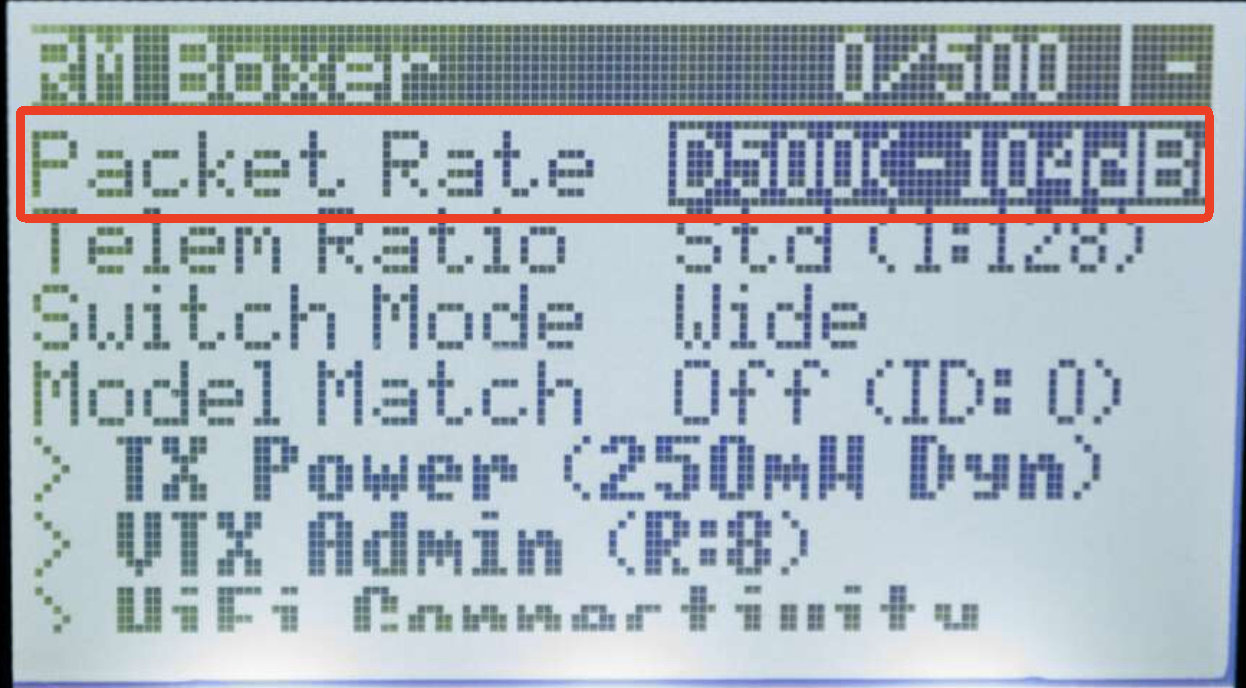 RM Boxer 0/500 | -
Packet Rate D500(-104dB
Telem Ratio Std (1:128)
Switch Mode Wide
Model Match Off (ID: 0)
> TX Power (250mW Dyn)
> VTX Admin (R:8)
> WiFi Connectivity